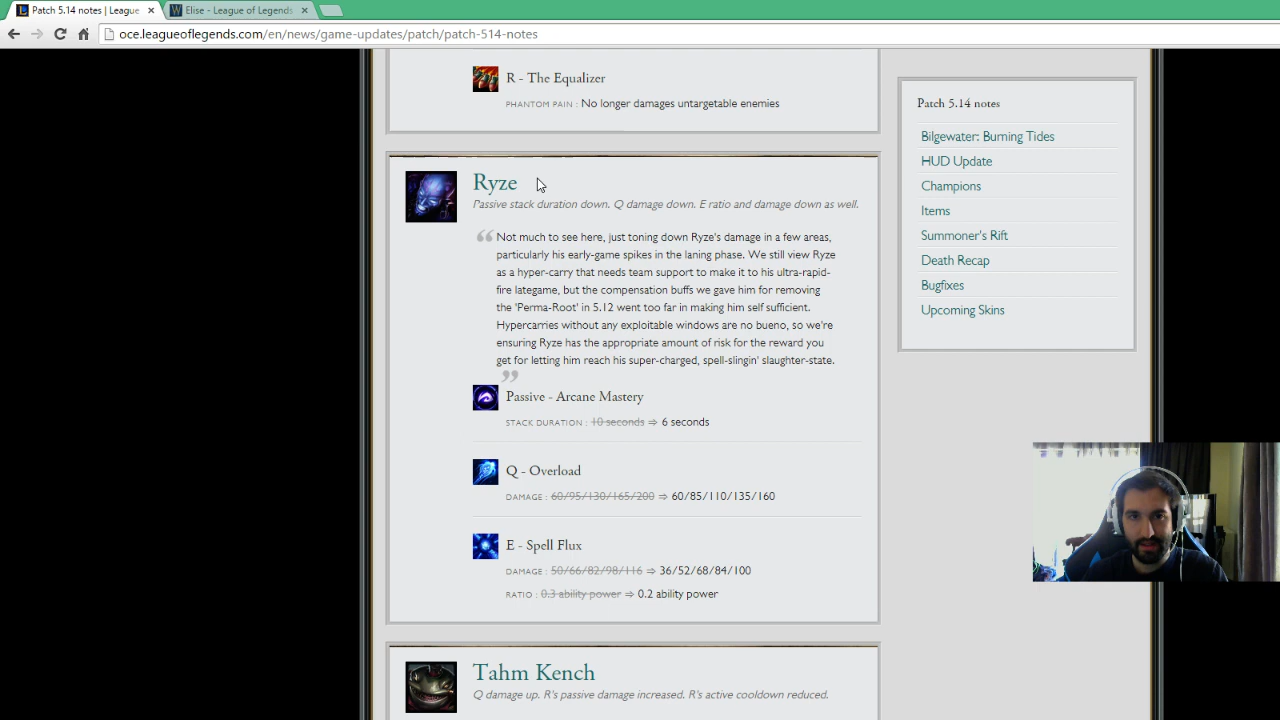 Patch 5.14 notes | League
Elise - League of Legends
oce.leagueoflegends.com/en/news/game-updates/patch/patch-514-notes
R - The Equalizer
PHANTOM PAIN : No longer damages untargetable enemies
Ryze
Passive stack duration down. Q damage down. E ratio and damage down as well.
“ Not much to see here, just toning down Ryze's damage in a few areas,
particularly his early-game spikes in the laning phase. We still view Ryze
as a hyper-carry that needs team support to make it to his ultra-rapid-
fire lategame, but the compensation buffs we gave him for removing
the 'Perma-Root' in 5.12 went too far in making him self sufficient.
Hypercarries without any exploitable windows are no bueno, so we're
ensuring Ryze has the appropriate amount of risk for the reward you
get for letting him reach his super-charged, spell-slingin' slaughter-state.
”
Passive - Arcane Mastery
STACK DURATION : 10 seconds ⇒ 6 seconds
Q - Overload
DAMAGE : 60/95/130/165/200 ⇒ 60/85/110/135/160
E - Spell Flux
DAMAGE : 50/66/82/98/116 ⇒ 36/52/68/84/100
RATIO : 0.3 ability power ⇒ 0.2 ability power
Tahm Kench
Q damage up. R's passive damage increased. R's active cooldown reduced.
Patch 5.14 notes
Bilgewater: Burning Tides
HUD Update
Champions
Items
Summoner's Rift
Death Recap
Bugfixes
Upcoming Skins